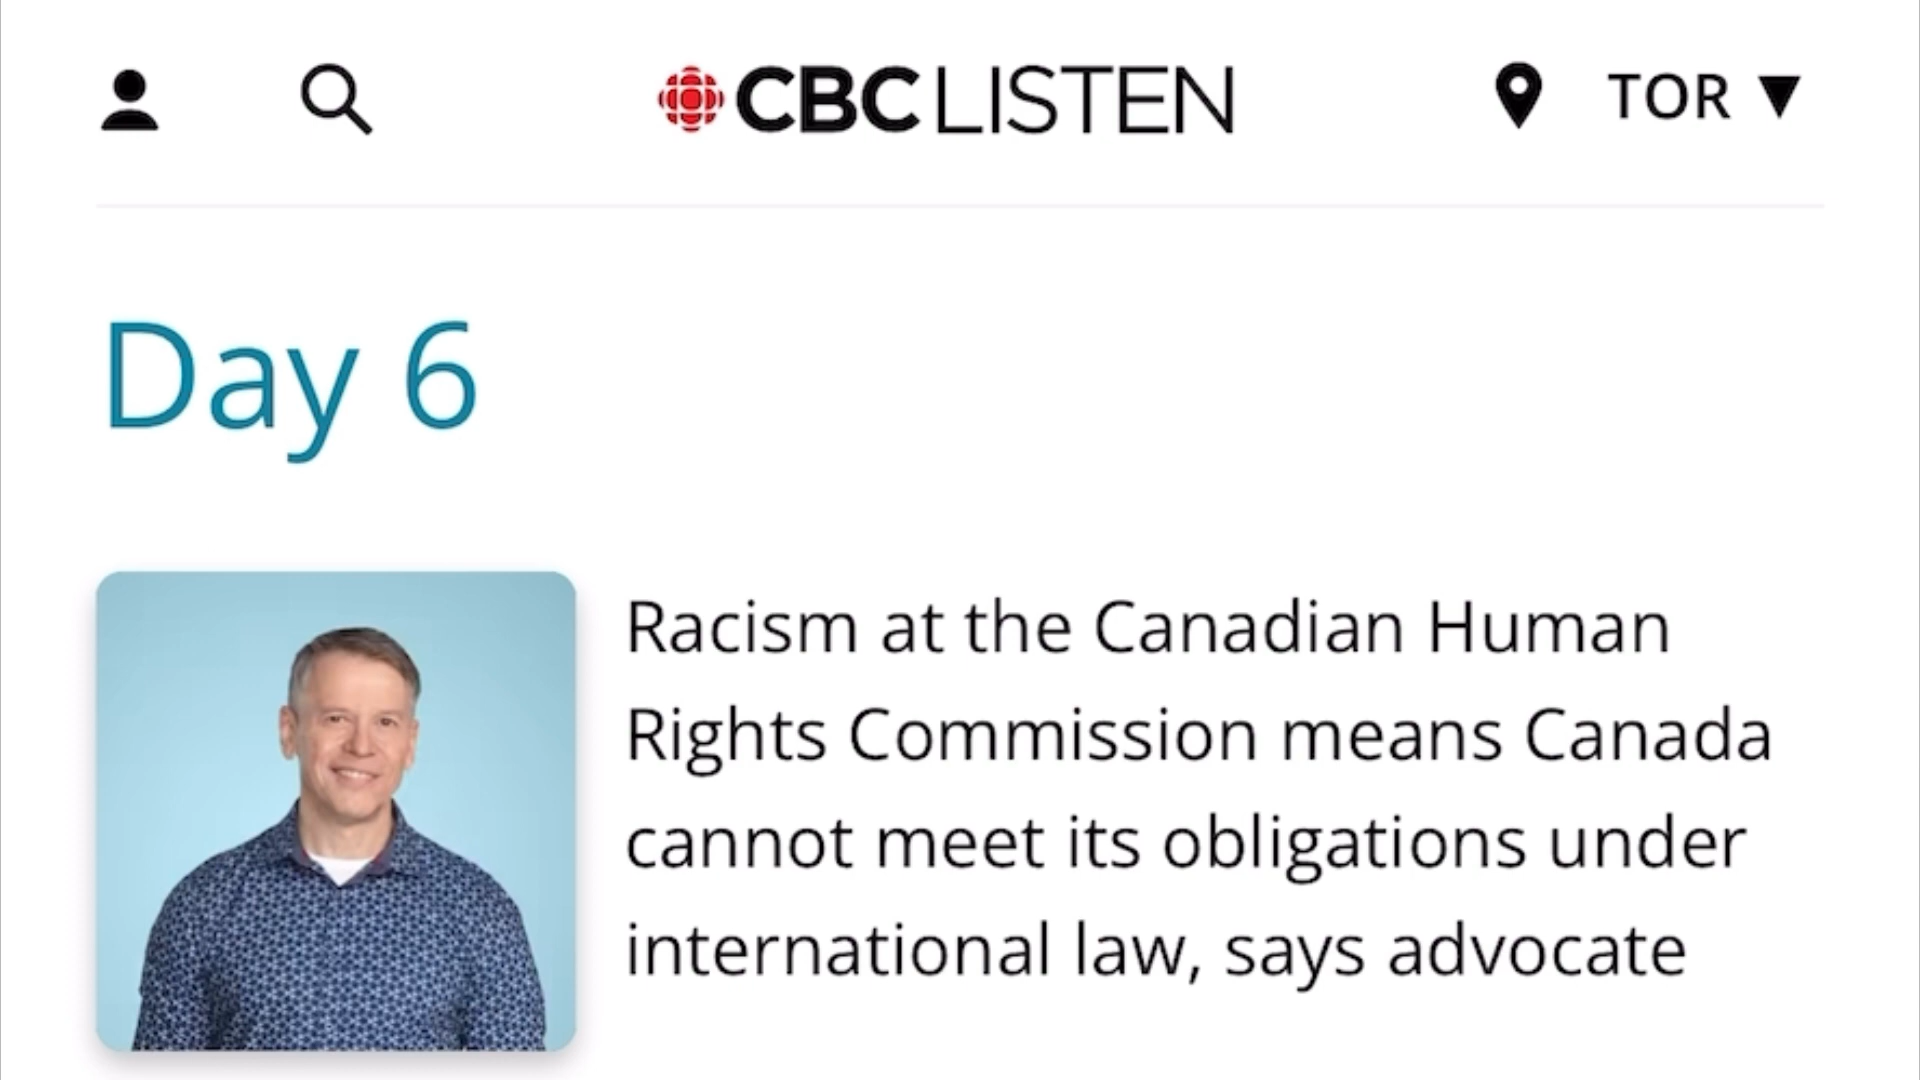 CBC LISTEN
TOR
Day 6
Racism at the Canadian Human
Rights Commission means Canada
cannot meet its obligations under
international law, says advocate